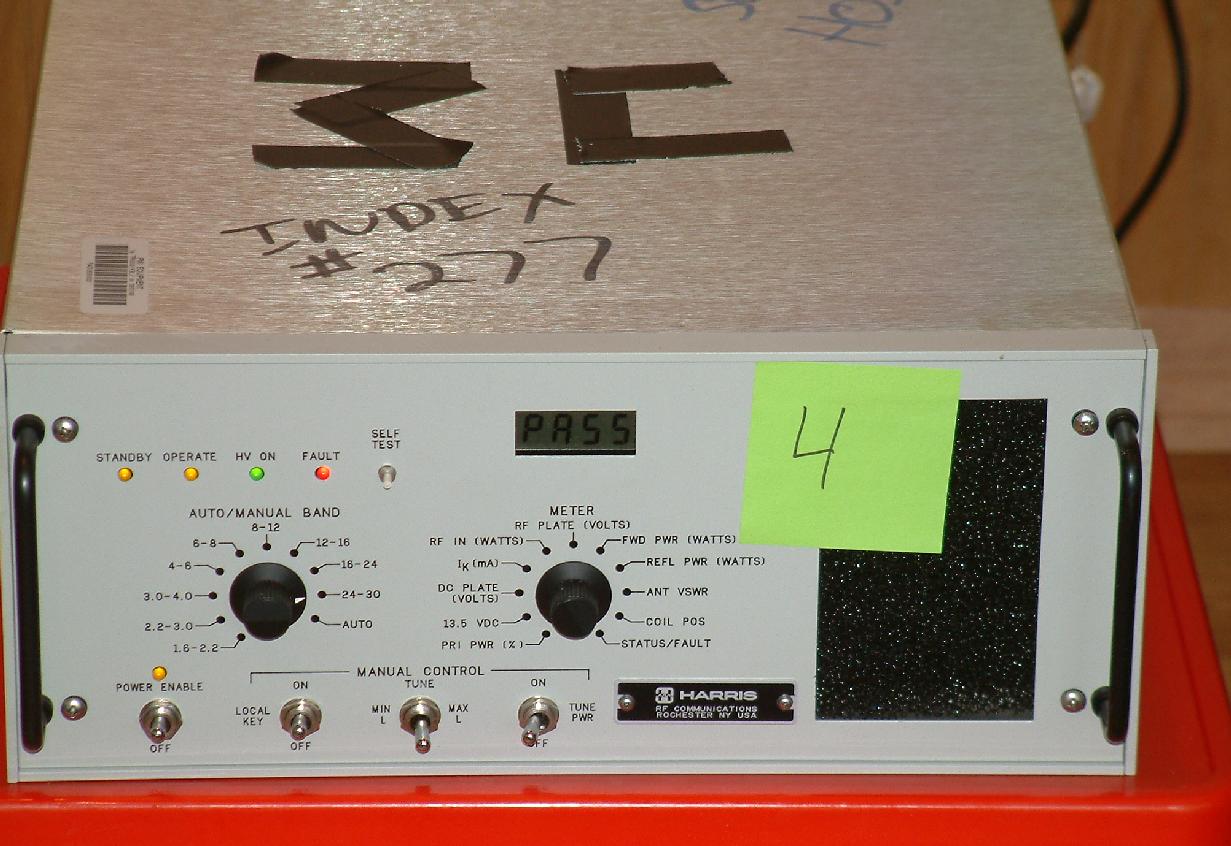 INDEX
# 277
PASS
4
SELF
TEST
STANDBY OPERATE HV ON FAULT
AUTO/MANUAL BAND
8-12
6-8
12-16
4-6
16-24
3.0-4.0
24-30
2.2-3.0
AUTO
1.6-2.2
METER
RF PLATE (VOLTS)
RF IN (WATTS)
FWD PWR (WATTS)
IK (mA)
REFL PWR (WATTS)
DC PLATE
(VOLTS)
ANT VSWR
13.5 VDC
COIL POS
PRI PWR (%)
STATUS/FAULT
POWER ENABLE
OFF
MANUAL CONTROL
ON
LOCAL
KEY
OFF
TUNE
MIN
L
MAX
L
ON
TUNE
PWR
OFF
HARRIS
RF COMMUNICATIONS
ROCHESTER NY USA